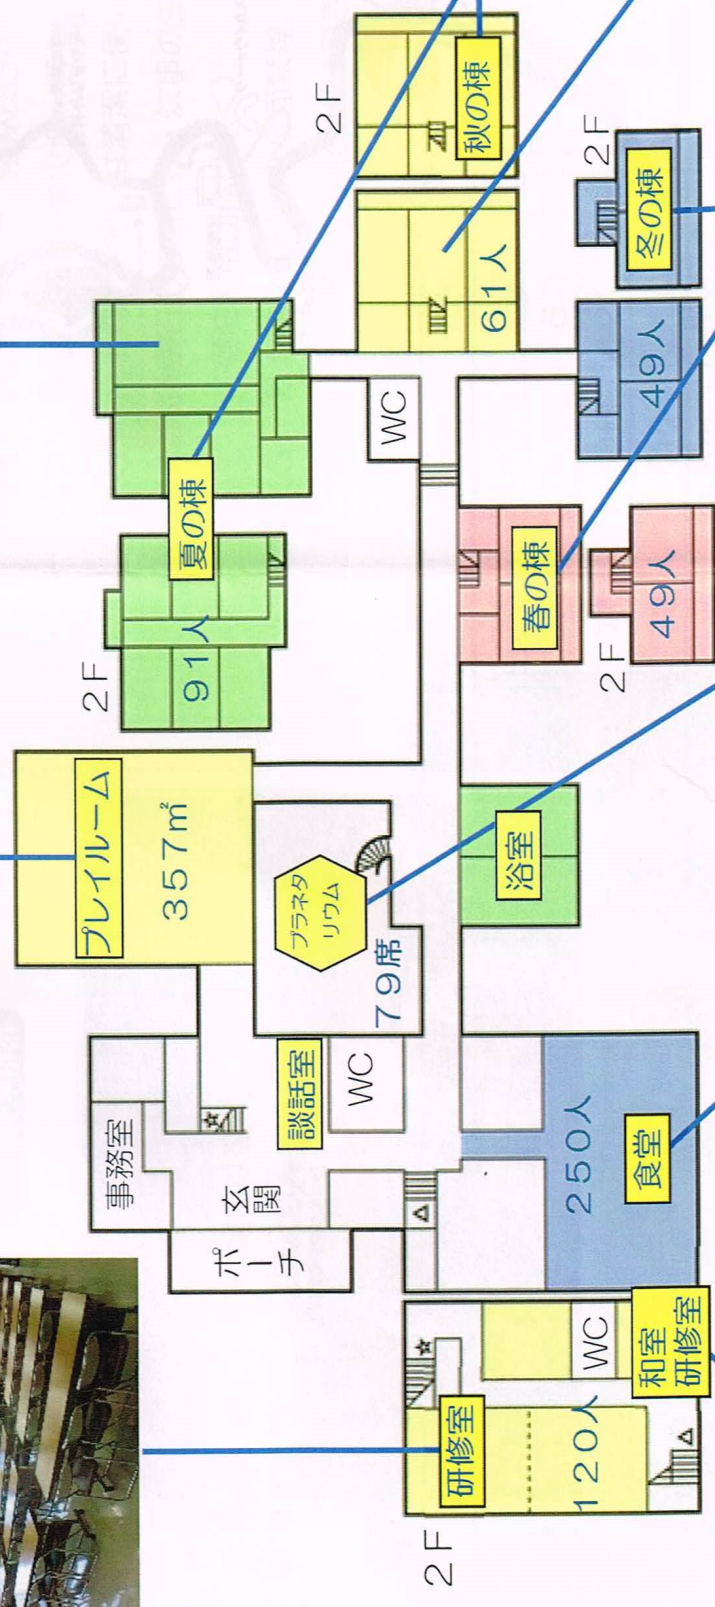 2F
研修室
120人
WC
和室
研修室
ポーチ
玄関
事務室
談話室
WC
250人
食堂
プレイルーム
357㎡
プラネタ
リウム
79席
浴室
2F
91人
夏の棟
春の棟
2F
49人
WC
2F
秋の棟
61人
2F
冬の棟
49人